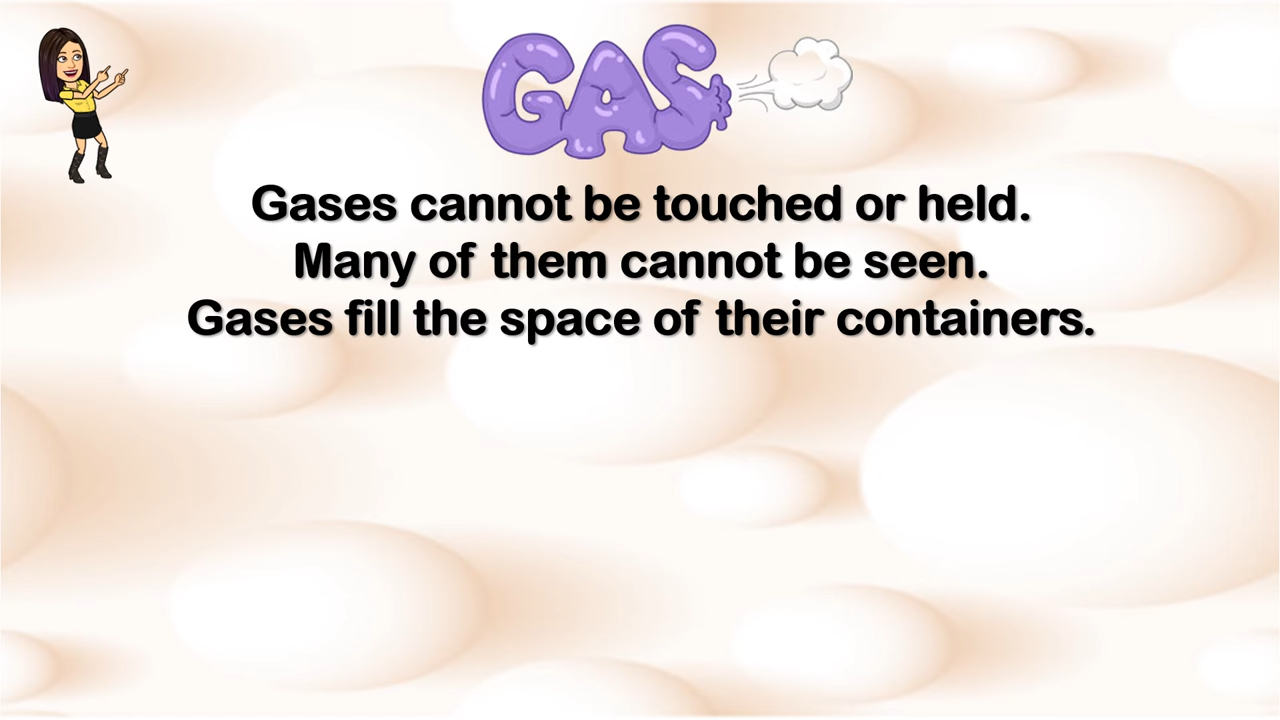 GAS
Gases cannot be touched or held.
Many of them cannot be seen.
Gases fill the space of their containers.